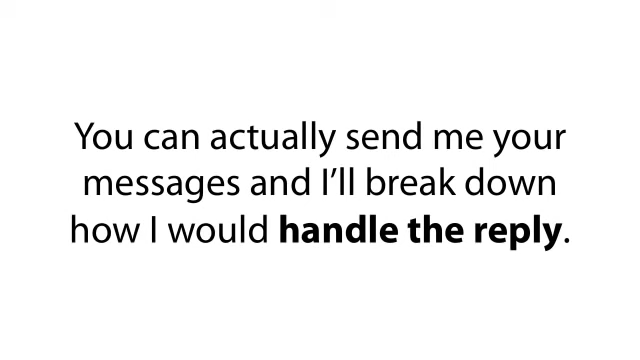 You can actually send me your
messages and I’ll break down
how I would handle the reply.